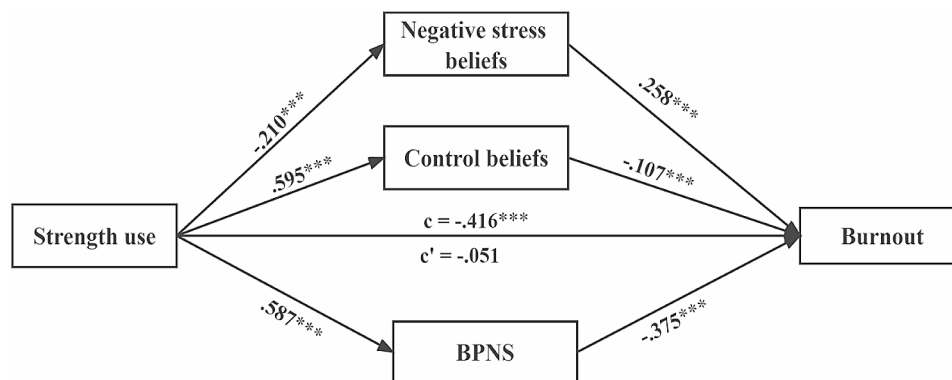 Negative stress
beliefs
-.210***
.258***
Control beliefs
.595***
-.107***
Strength use
c = -.416***
c' = -.051
Burnout
.587***
-.375***
BPNS